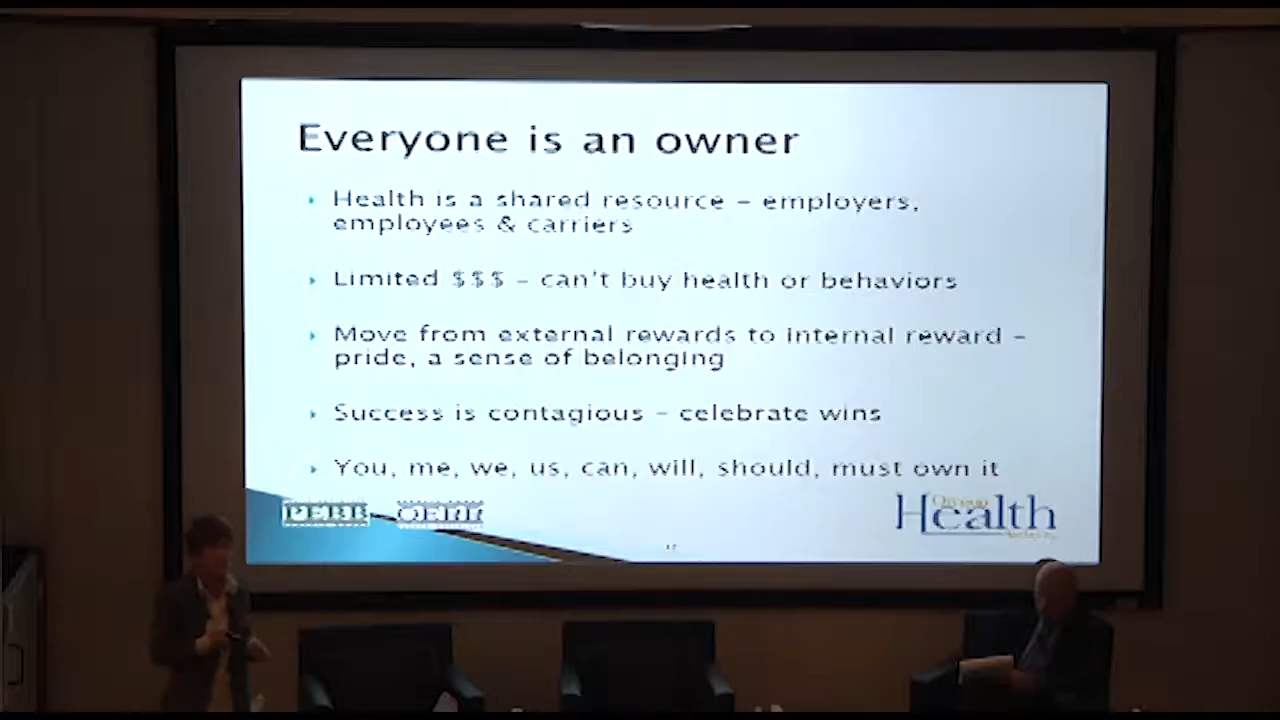 Everyone is an owner
Health is a shared resource – employers,
employees & carriers
Limited $$$ – can't buy health or behaviors
Move from external rewards to internal reward –
pride, a sense of belonging
Success is contagious – celebrate wins
You, me, we, us, can, will, should, must own it
PEBB
Oregon
Health